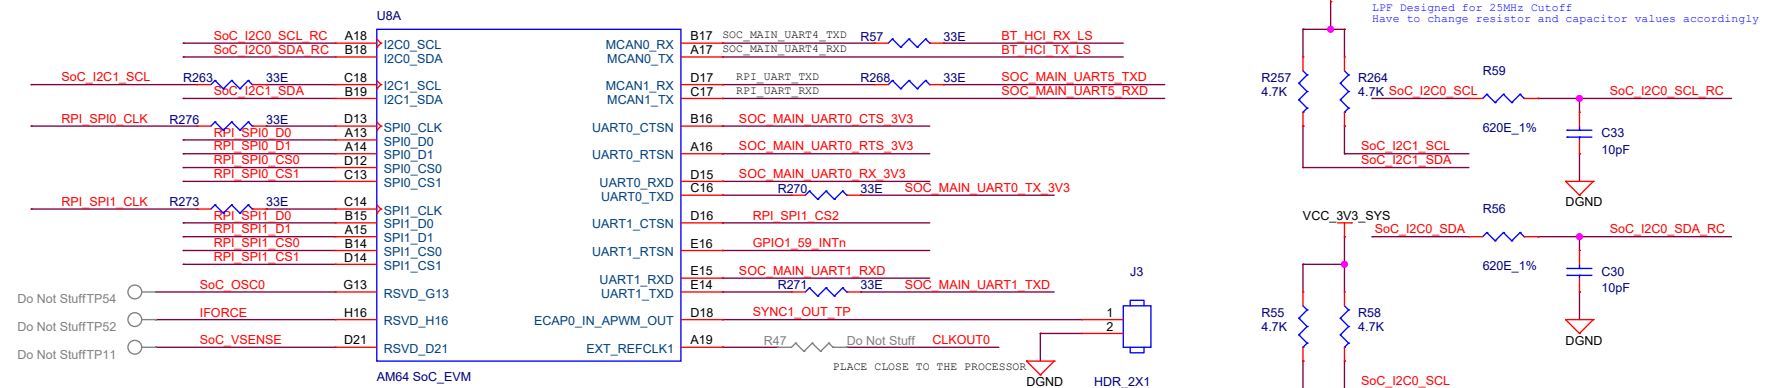 U8A
SoC_I2C0_SCL_RC A18 I2C0_SCL
SoC_I2C0_SDA_RC B18 I2C0_SDA
SoC_I2C1_SCL R263 33E C18 I2C1_SCL
SoC_I2C1_SDA B19 I2C1_SDA
RPI_SPI0_CLK R276 33E D13 SPI0_CLK
RPI_SPI0_D0 A13 SPI0_D0
RPI_SPI0_D1 A14 SPI0_D1
RPI_SPI0_CS0 D12 SPI0_CS0
RPI_SPI0_CS1 C13 SPI0_CS1
RPI_SPI1_CLK R273 33E C14 SPI1_CLK
RPI_SPI1_D0 B15 SPI1_D0
RPI_SPI1_D1 A15 SPI1_D1
RPI_SPI1_CS0 B14 SPI1_CS0
RPI_SPI1_CS1 D14 SPI1_CS1
Do Not StuffTP54 SoC_OSC0 G13 RSVD_G13
Do Not StuffTP52 IFORCE H16 RSVD_H16
Do Not StuffTP11 SoC_VSENSE D21 RSVD_D21
AM64 SoC_EVM
MCAN0_RX B17 SOC_MAIN_UART4_TXD R57 33E BT_HCI_RX_LS
MCAN0_TX A17 SOC_MAIN_UART4_RXD BT_HCI_TX_LS
MCAN1_RX D17 RPI_UART_TXD R268 33E SOC_MAIN_UART5_TXD
MCAN1_TX C17 RPI_UART_RXD SOC_MAIN_UART5_RXD
UART0_CTSN B16 SOC_MAIN_UART0_CTS_3V3
UART0_RTSN A16 SOC_MAIN_UART0_RTS_3V3
UART0_RXD D15 SOC_MAIN_UART0_RX_3V3
UART0_TXD C16 R270 33E SOC_MAIN_UART0_TX_3V3
UART1_CTSN D16 RPI_SPI1_CS2
UART1_RTSN E16 GPIO1_59_INTn
UART1_RXD E15 SOC_MAIN_UART1_RXD
UART1_TXD E14 R271 33E SOC_MAIN_UART1_TXD
ECAP0_IN_APWM_OUT D18 SYNC1_OUT_TP
EXT_REFCLK1 A19 R47 Do Not Stuff CLKOUT0
PLACE CLOSE TO THE PROCESSOR
J3
1
2
DGND
HDR_2X1
LPF Designed for 25MHz Cutoff
Have to change resistor and capacitor values accordingly
R257
4.7K
R264
4.7K
SoC_I2C0_SCL R59 SoC_I2C0_SCL_RC
620E_1%
C33
10pF
SoC_I2C1_SCL
SoC_I2C1_SDA
DGND
VCC_3V3_SYS
SoC_I2C0_SDA R56 SoC_I2C0_SDA_RC
620E_1%
C30
10pF
R55
4.7K
R58
4.7K
DGND
SoC_I2C0_SCL